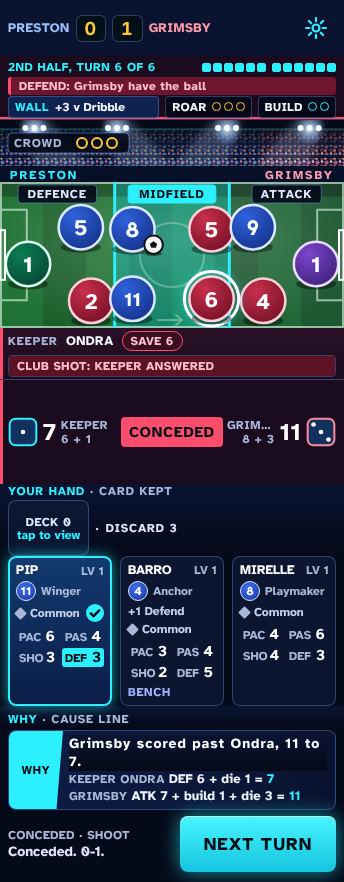 PRESTON 0 1 GRIMSBY
2ND HALF, TURN 6 OF 6
DEFEND: Grimsby have the ball
WALL +3 v Dribble ROAR BUILD
CROWD
PRESTON GRIMSBY
DEFENCE MIDFIELD ATTACK
5 8 5 9
1 1
2 11 6 4
KEEPER ONDRA SAVE 6
CLUB SHOT: KEEPER ANSWERED
7 KEEPER 6 + 1 CONCEDED GRIM... 8 + 3 11
YOUR HAND · CARD KEPT
DECK 0
tap to view
· DISCARD 3
PIP LV 1
11 Winger
Common
PAC 6 PAS 4
SHO 3 DEF 3
BARRO LV 1
4 Anchor
+1 Defend
Common
PAC 3 PAS 4
SHO 2 DEF 5
BENCH
MIRELLE LV 1
8 Playmaker
Common
PAC 4 PAS 6
SHO 4 DEF 3
WHY · CAUSE LINE
WHY
Grimsby scored past Ondra, 11 to
7.
KEEPER ONDRA DEF 6 + die 1 = 7
GRIMSBY ATK 7 + build 1 + die 3 = 11
CONCEDED · SHOOT
Conceded. 0-1.
NEXT TURN